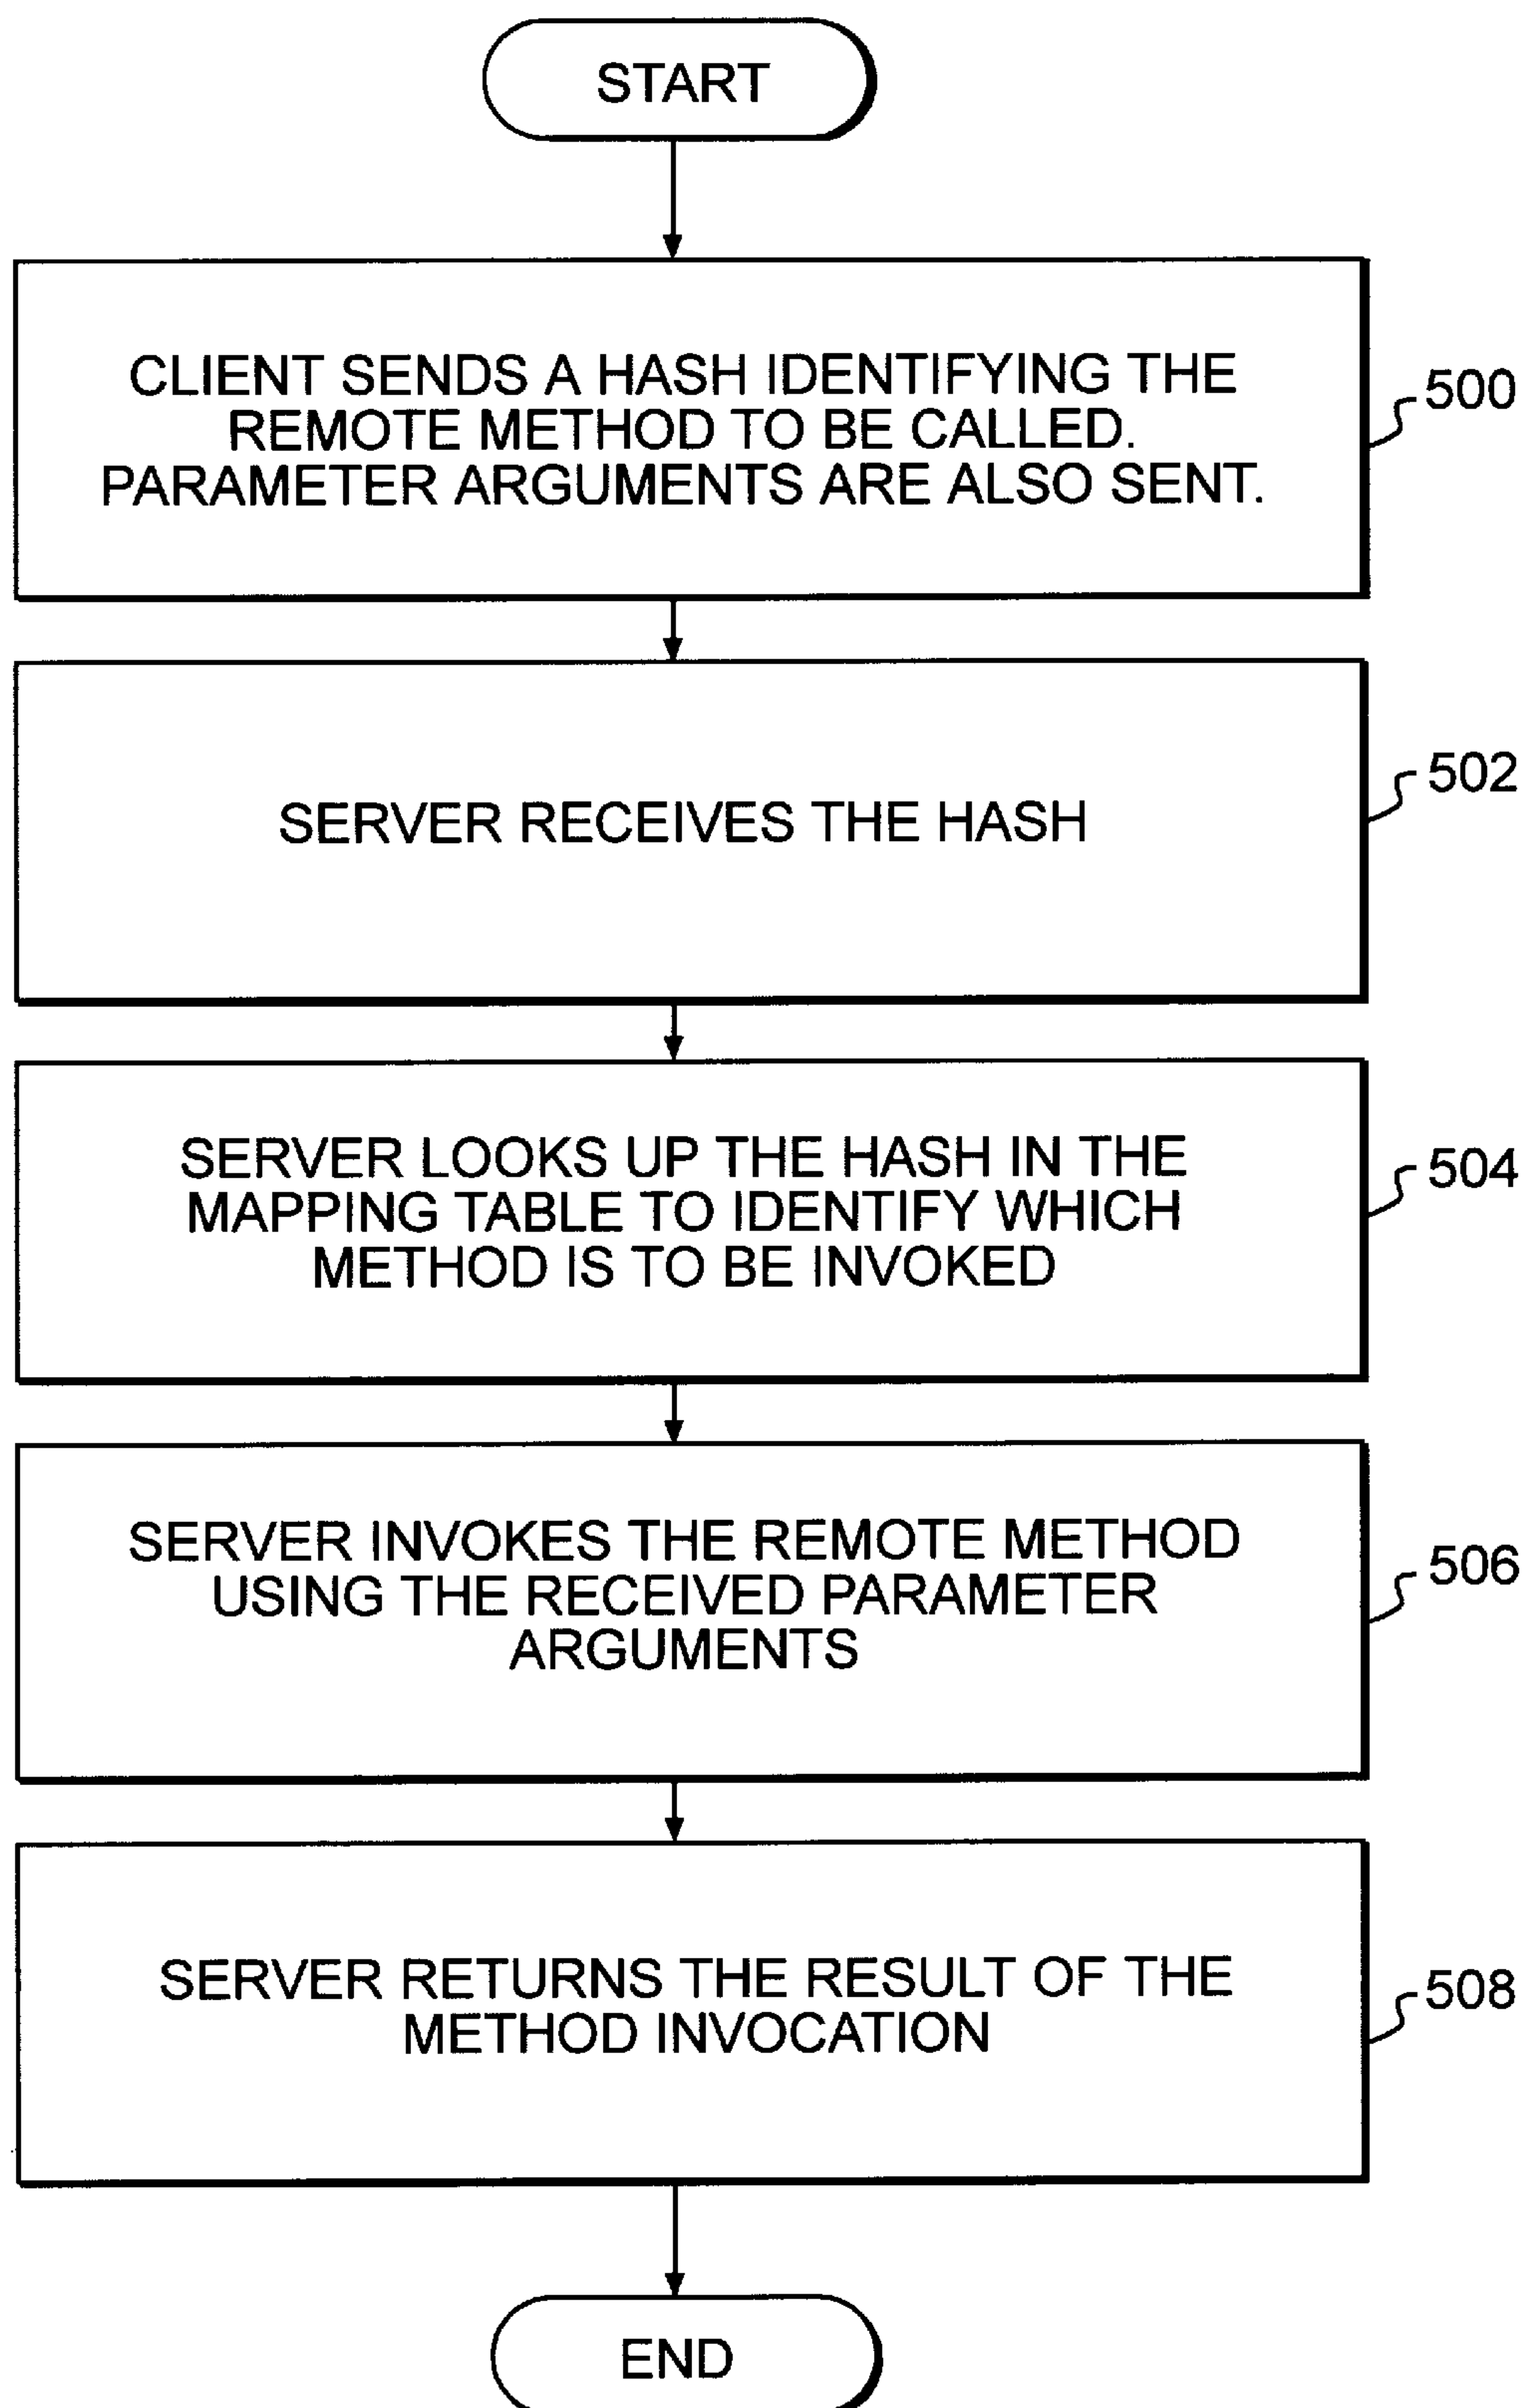 START
CLIENT SENDS A HASH IDENTIFYING THE
REMOTE METHOD TO BE CALLED.
PARAMETER ARGUMENTS ARE ALSO SENT.
500
SERVER RECEIVES THE HASH
502
SERVER LOOKS UP THE HASH IN THE
MAPPING TABLE TO IDENTIFY WHICH
METHOD IS TO BE INVOKED
504
SERVER INVOKES THE REMOTE METHOD
USING THE RECEIVED PARAMETER
ARGUMENTS
506
SERVER RETURNS THE RESULT OF THE
METHOD INVOCATION
508
END